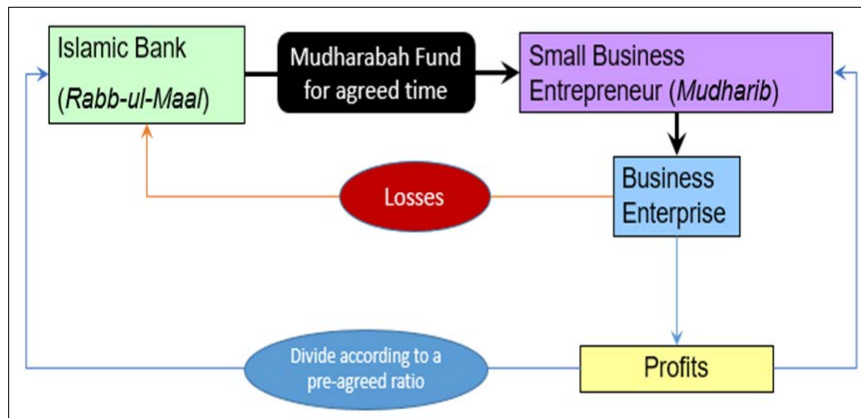 Islamic Bank
(Rabb-ul-Maal)
Mudharabah Fund
for agreed time
Small Business
Entrepreneur (Mudharib)
Losses
Business
Enterprise
Divide according to a
pre-agreed ratio
Profits